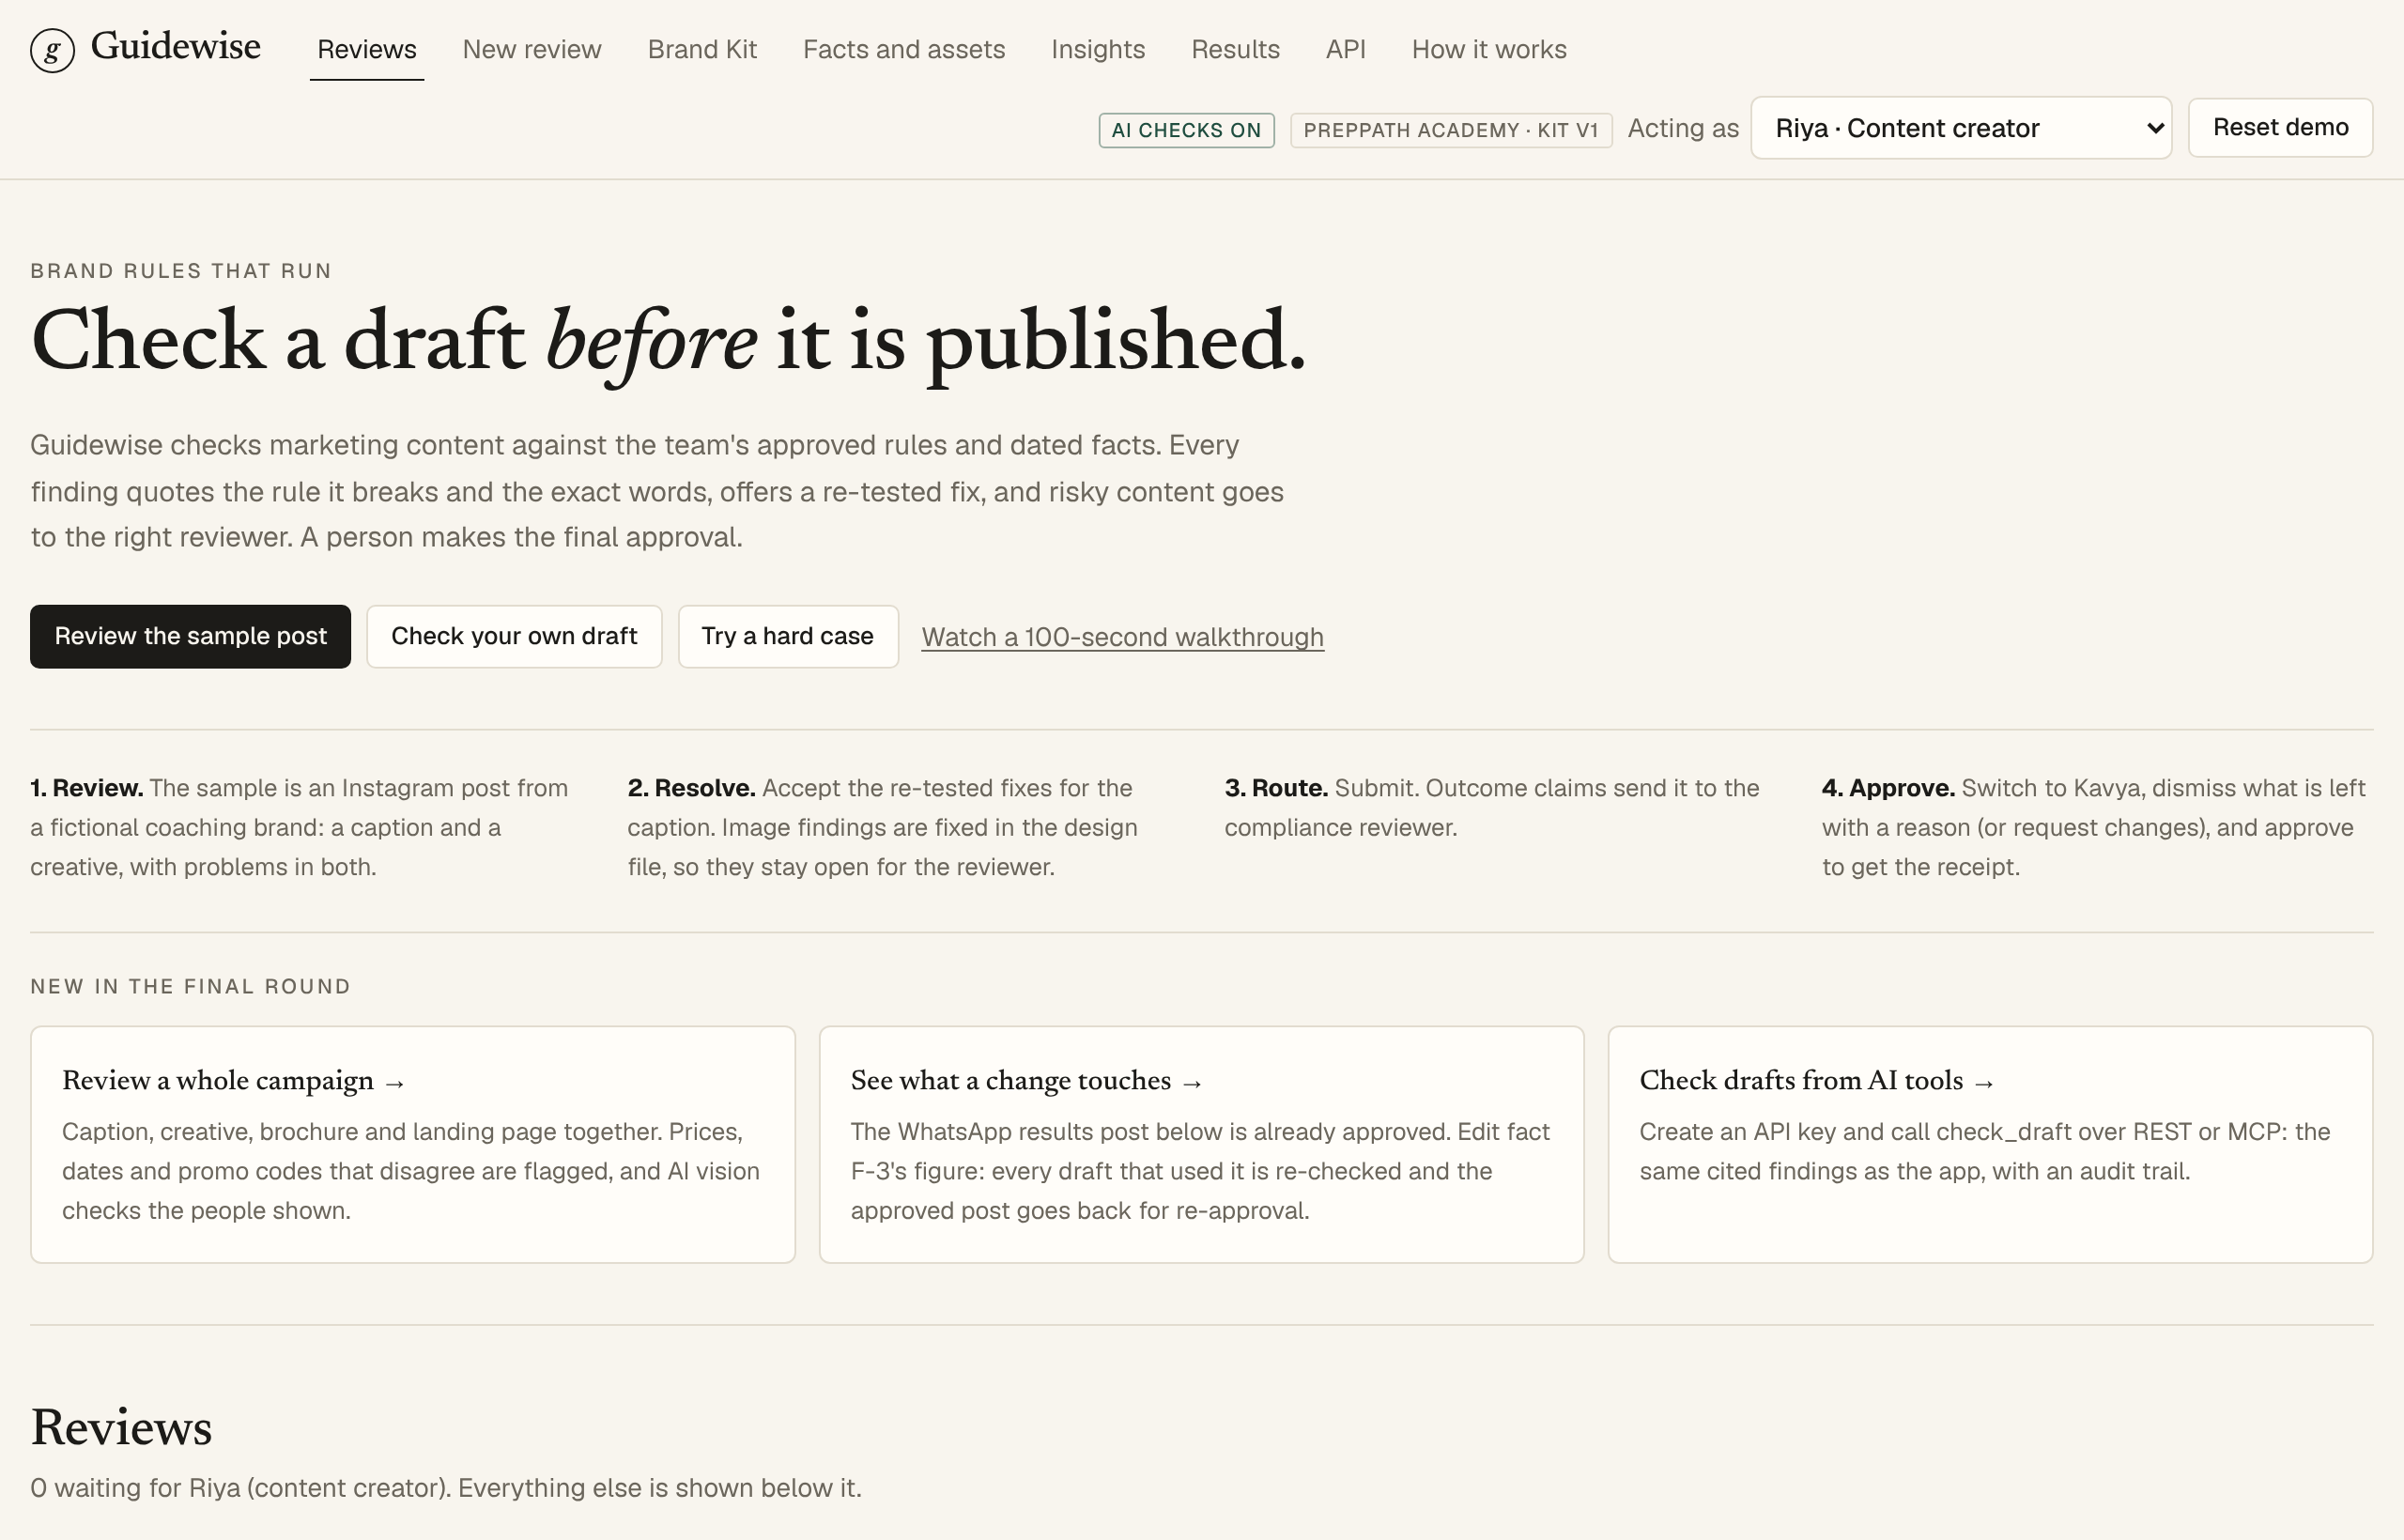 g Guidewise Reviews New review Brand Kit Facts and assets Insights Results API How it works
AI CHECKS ON PREPPATH ACADEMY · KIT V1 Acting as Riya · Content creator Reset demo
BRAND RULES THAT RUN
Check a draft before it is published.
Guidewise checks marketing content against the team's approved rules and dated facts. Every
finding quotes the rule it breaks and the exact words, offers a re-tested fix, and risky content goes
to the right reviewer. A person makes the final approval.
Review the sample post Check your own draft Try a hard case Watch a 100-second walkthrough
1. Review. The sample is an Instagram post from
a fictional coaching brand: a caption and a
creative, with problems in both.
2. Resolve. Accept the re-tested fixes for the
caption. Image findings are fixed in the design
file, so they stay open for the reviewer.
3. Route. Submit. Outcome claims send it to the
compliance reviewer.
4. Approve. Switch to Kavya, dismiss what is left
with a reason (or request changes), and approve
to get the receipt.
NEW IN THE FINAL ROUND
Review a whole campaign →
Caption, creative, brochure and landing page together. Prices,
dates and promo codes that disagree are flagged, and AI vision
checks the people shown.
See what a change touches →
The WhatsApp results post below is already approved. Edit fact
F-3's figure: every draft that used it is re-checked and the
approved post goes back for re-approval.
Check drafts from AI tools →
Create an API key and call check_draft over REST or MCP: the
same cited findings as the app, with an audit trail.
Reviews
0 waiting for Riya (content creator). Everything else is shown below it.